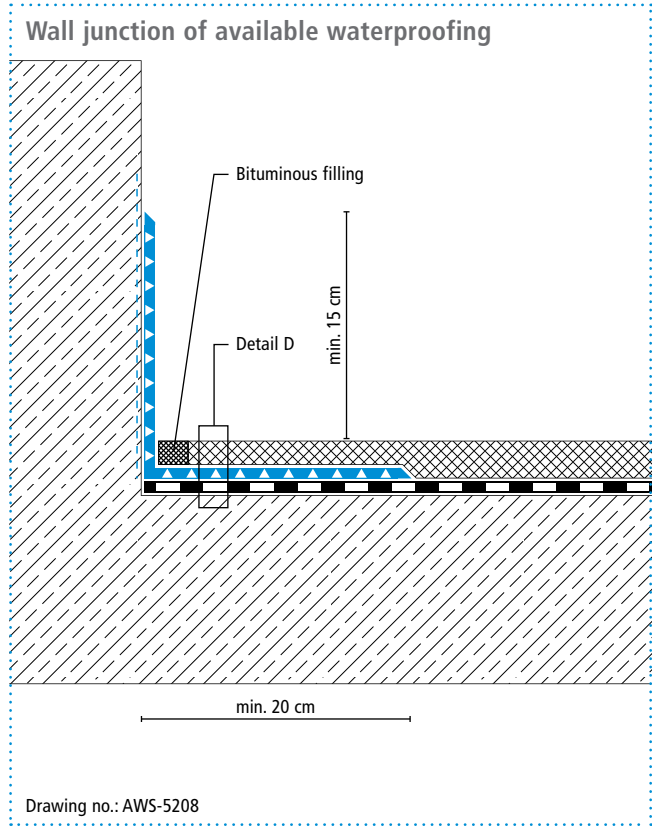 Wall junction of available waterproofing
Bituminous filling
min. 15 cm
Detail D
min. 20 cm
Drawing no.: AWS-5208